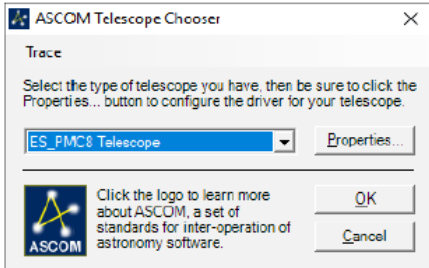 ASCOM Telescope Chooser
Trace
Select the type of telescope you have, then be sure to click the
Properties... button to configure the driver for your telescope.
ES_PMC8 Telescope
Properties...
Click the logo to learn more
about ASCOM, a set of
standards for inter-operation of
astronomy software.
ASCOM
OK
Cancel